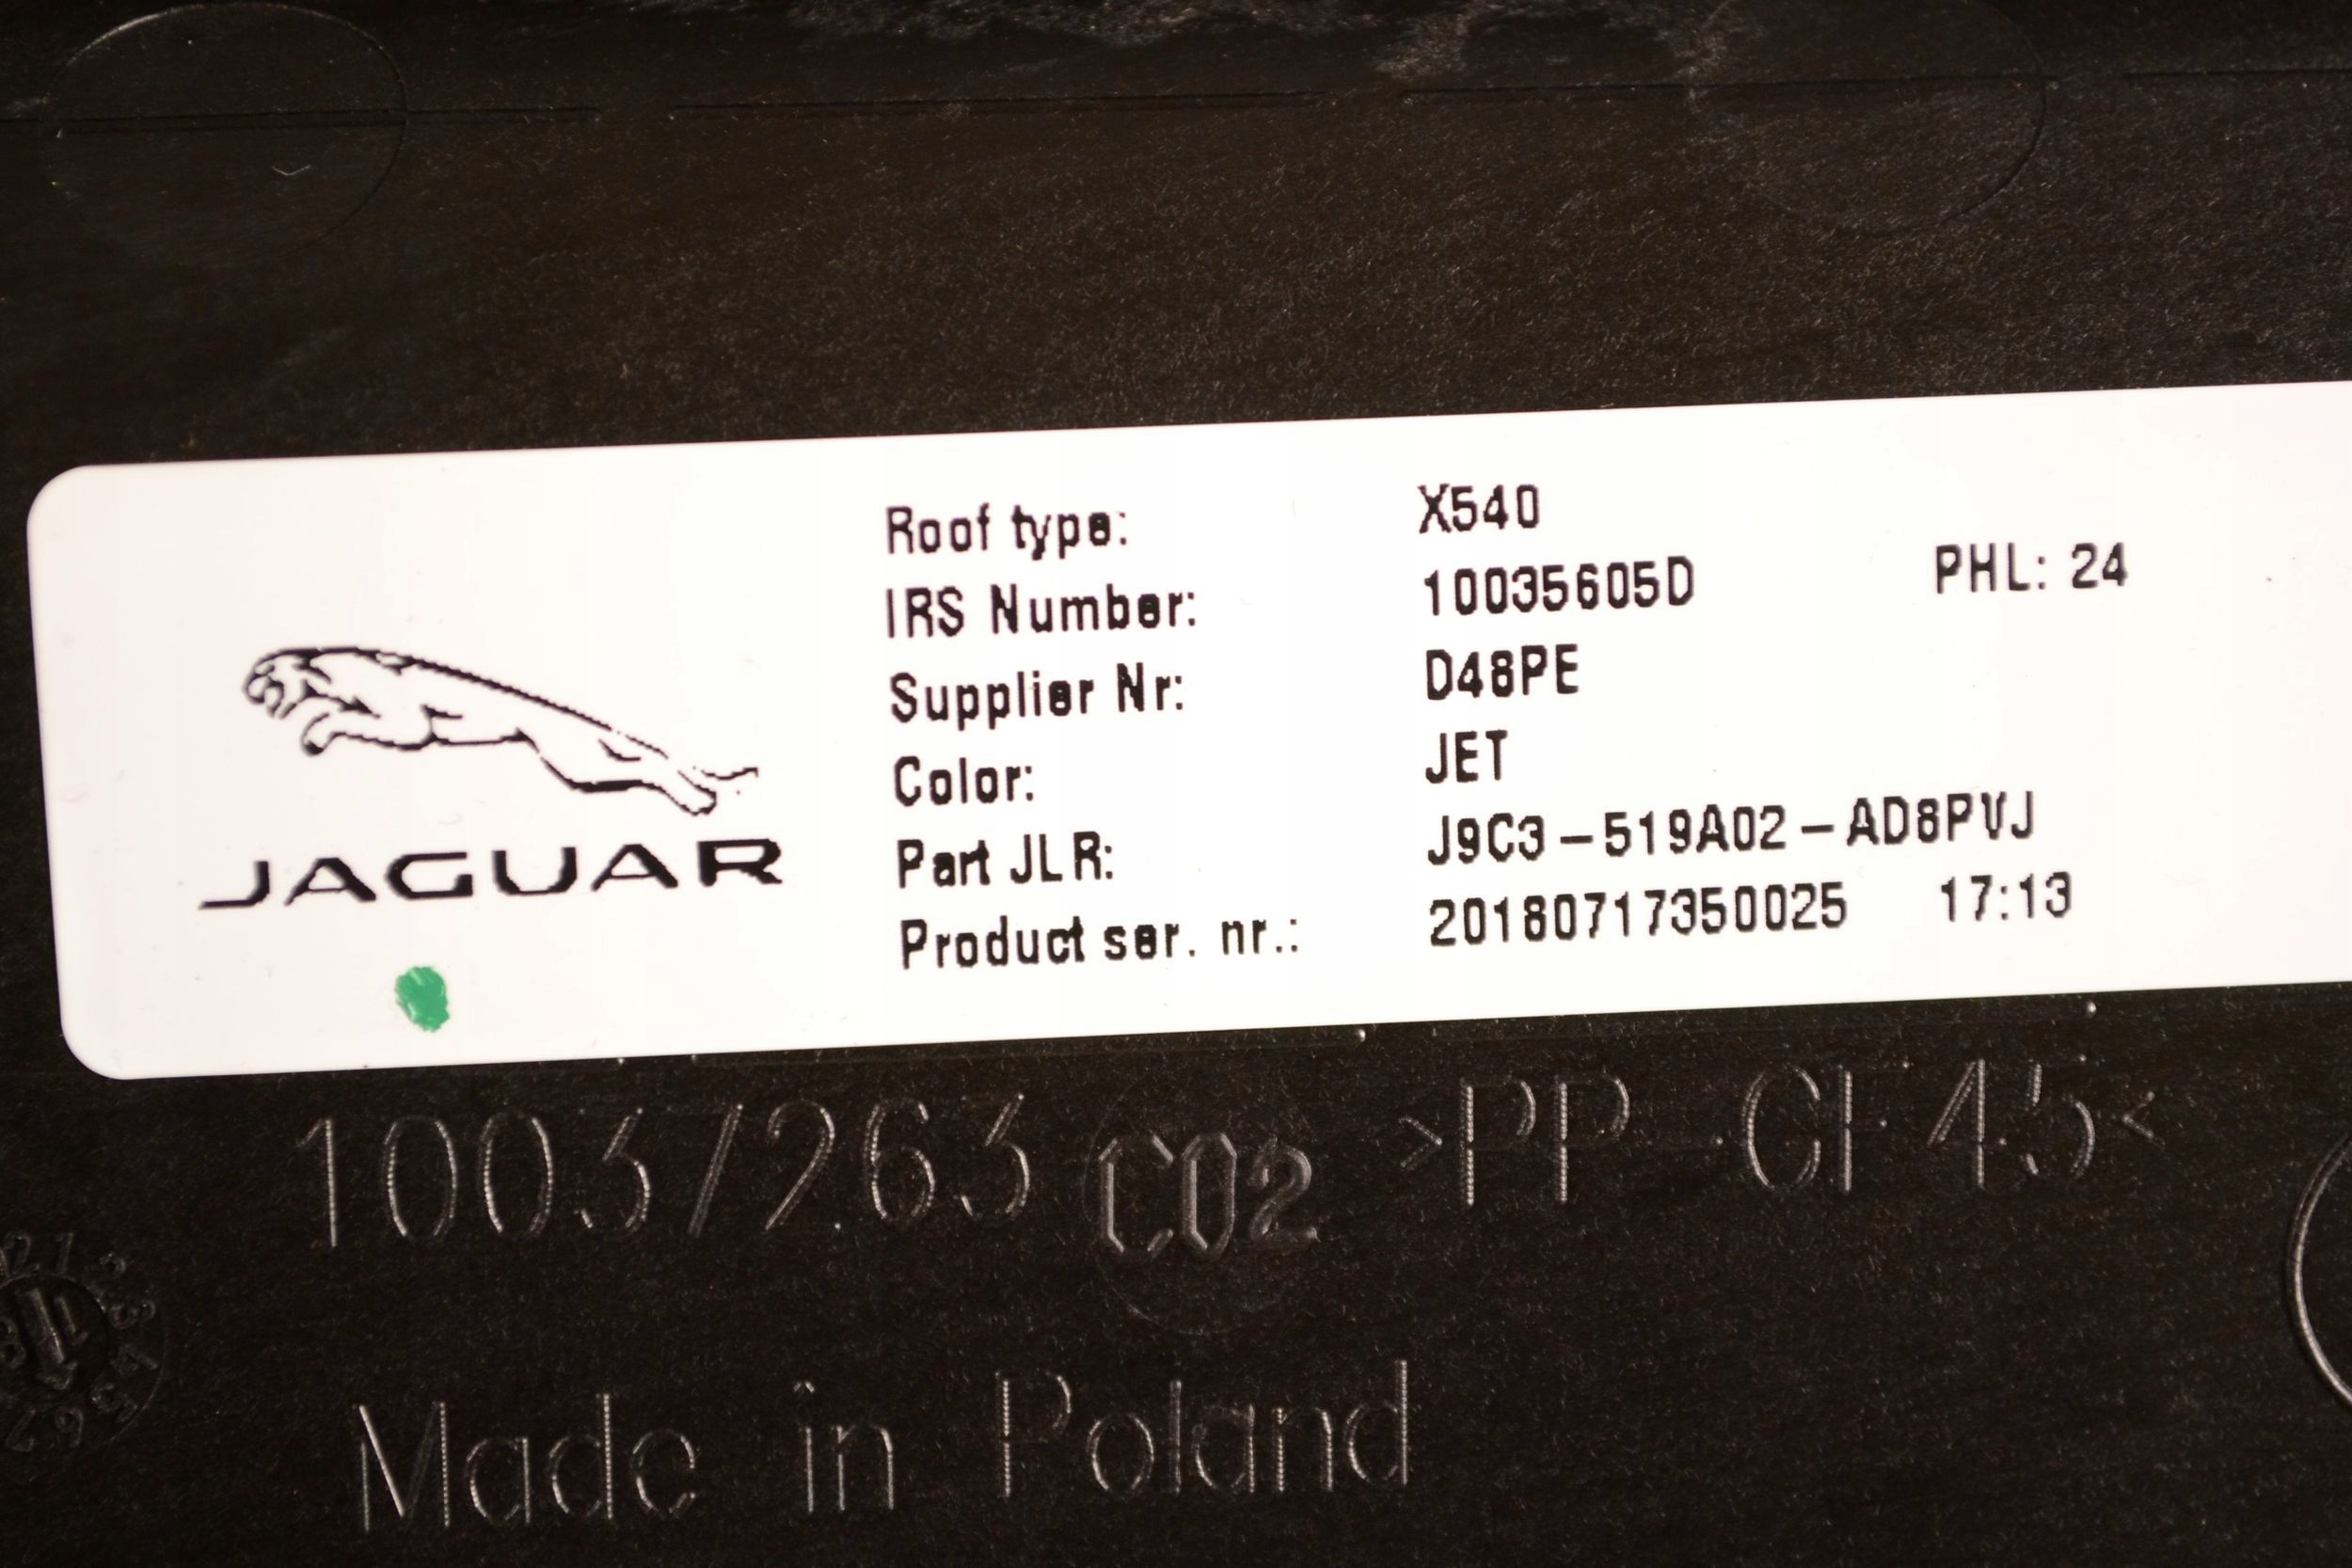 Roof type: X540
IRS Number: 10035605D PHL: 24
Supplier Nr: D48PE
Color: JET
Part JLR: J9C3-519A02-AD8PVJ
Product ser. nr.: 20180717350025 17:13
JAGUAR
10037263 C02 >PP-GF45<
Made in Poland